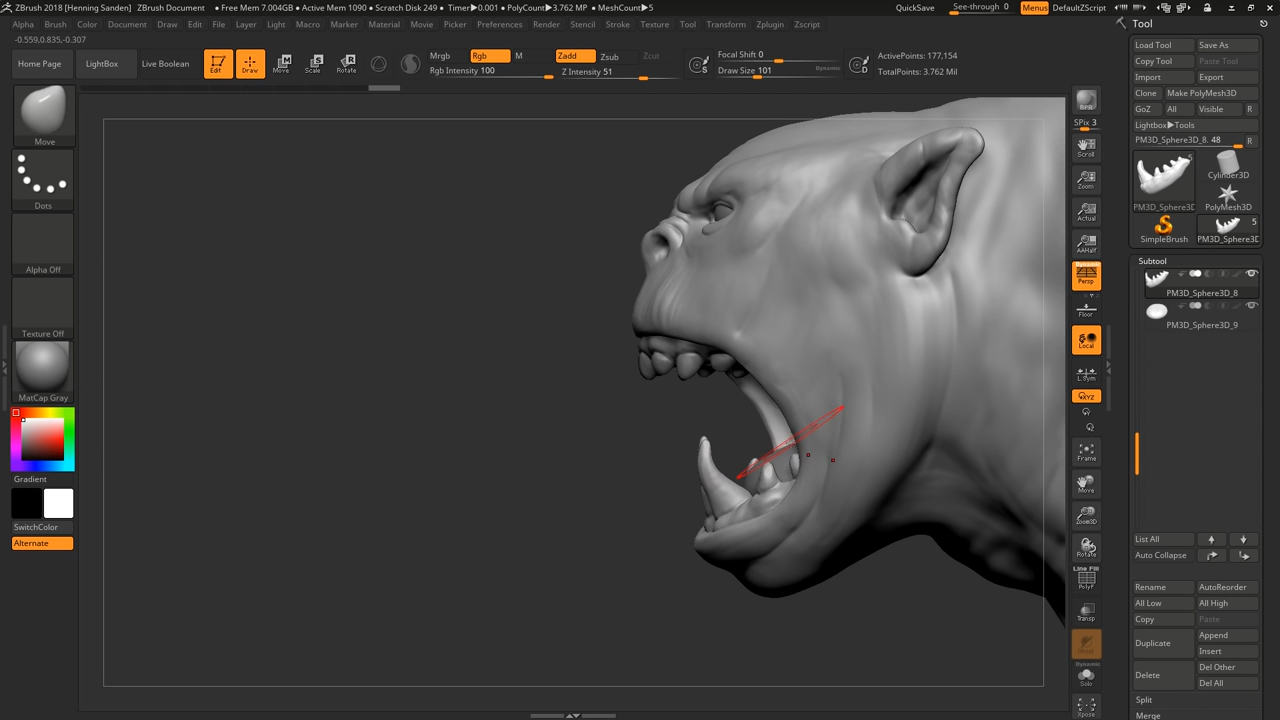 ZBrush 2018 [Henning Sanden] ZBrush Document • Free Mem 7.004GB • Active Mem 1090 • Scratch Disk 249 • Timer▶0.001 • PolyCount▶3.762 MP • MeshCount▶5 QuickSave See-through 0 Menus DefaultZScript
Alpha Brush Color Document Draw Edit File Layer Light Macro Marker Material Movie Picker Preferences Render Stencil Stroke Texture Tool Transform Zplugin Zscript
-0.559,0.835,-0.307
Home Page LightBox Live Boolean
Edit Draw Move Scale Rotate
Mrgb Rgb M Zadd Zsub Zcut
Rgb Intensity 100 Z Intensity 51
S
Focal Shift 0
Draw Size 101 Dynamic
D
ActivePoints: 177,154
TotalPoints: 3.762 Mil
Move
Dots
Alpha Off
Texture Off
MatCap Gray
Gradient
SwitchColor
Alternate
BPR
SPix 3
Scroll
Zoom
Actual
AAHalf
Dynamic
Persp
Floor
Local
L.Sym
XYZ
Frame
Move
Zoom3D
Rotate
Line Fill
PolyF
Transp
Dynamic
Solo
Xpose
Tool
Load Tool Save As
Copy Tool Paste Tool
Import Export
Clone Make PolyMesh3D
GoZ All Visible R
Lightbox▶Tools
PM3D_Sphere3D_8. 48 R
5
Cylinder3D
PM3D_Sphere3D PolyMesh3D
5
SimpleBrush PM3D_Sphere3D
Subtool
PM3D_Sphere3D_8
PM3D_Sphere3D_9
List All
Auto Collapse
Rename AutoReorder
All Low All High
Copy Paste
Duplicate Append
Insert
Delete Del Other
Del All
Split
Merge